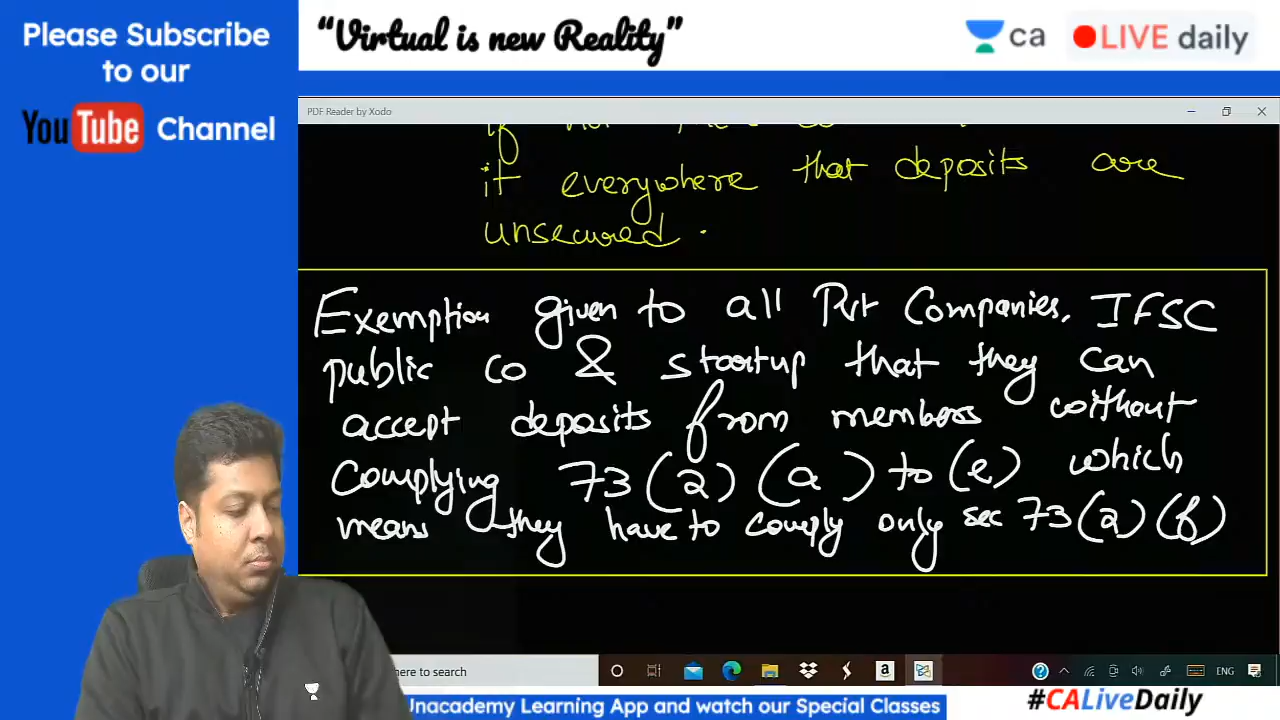 Please Subscribe
to our
YouTube Channel
“Virtual is new Reality”
ca
LIVE daily
PDF Reader by Xodo
if not
it everywhere that deposits are
unsecured.
Exemption given to all Pvt Companies, IFSC
public co & startup that they can
accept deposits from members without
Complying 73(2)(a) to (e) which
means they have to comply only sec 73(2)(f)
here to search
ENG
Unacademy Learning App and watch our Special Classes
#CALiveDaily